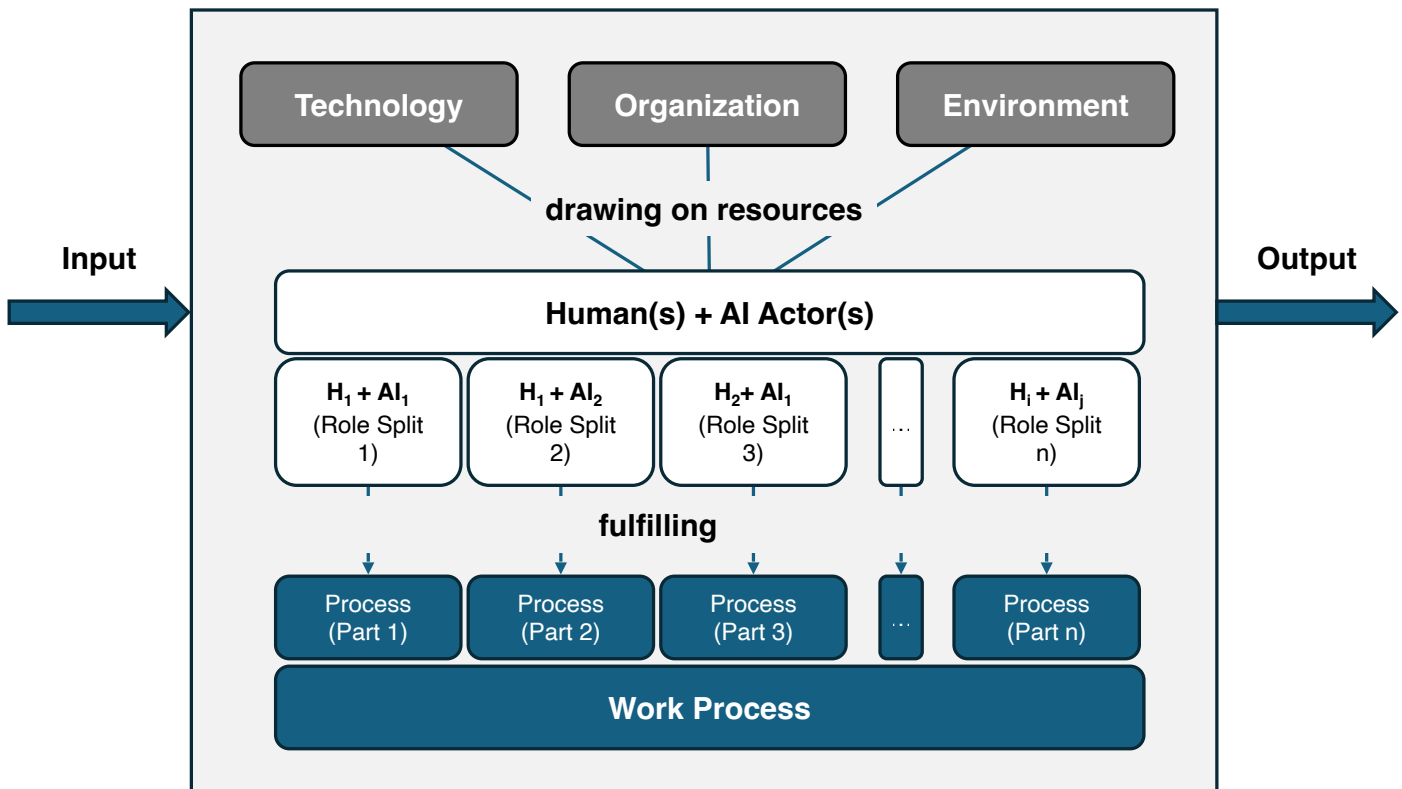 Technology
Organization
Environment
drawing on resources
Input
Output
Human(s) + AI Actor(s)
H₁ + AI₁
(Role Split
1)
H₁ + AI₂
(Role Split
2)
H₂+ AI₁
(Role Split
3)
...
Hᵢ + AIⱼ
(Role Split
n)
fulfilling
Process
(Part 1)
Process
(Part 2)
Process
(Part 3)
...
Process
(Part n)
Work Process